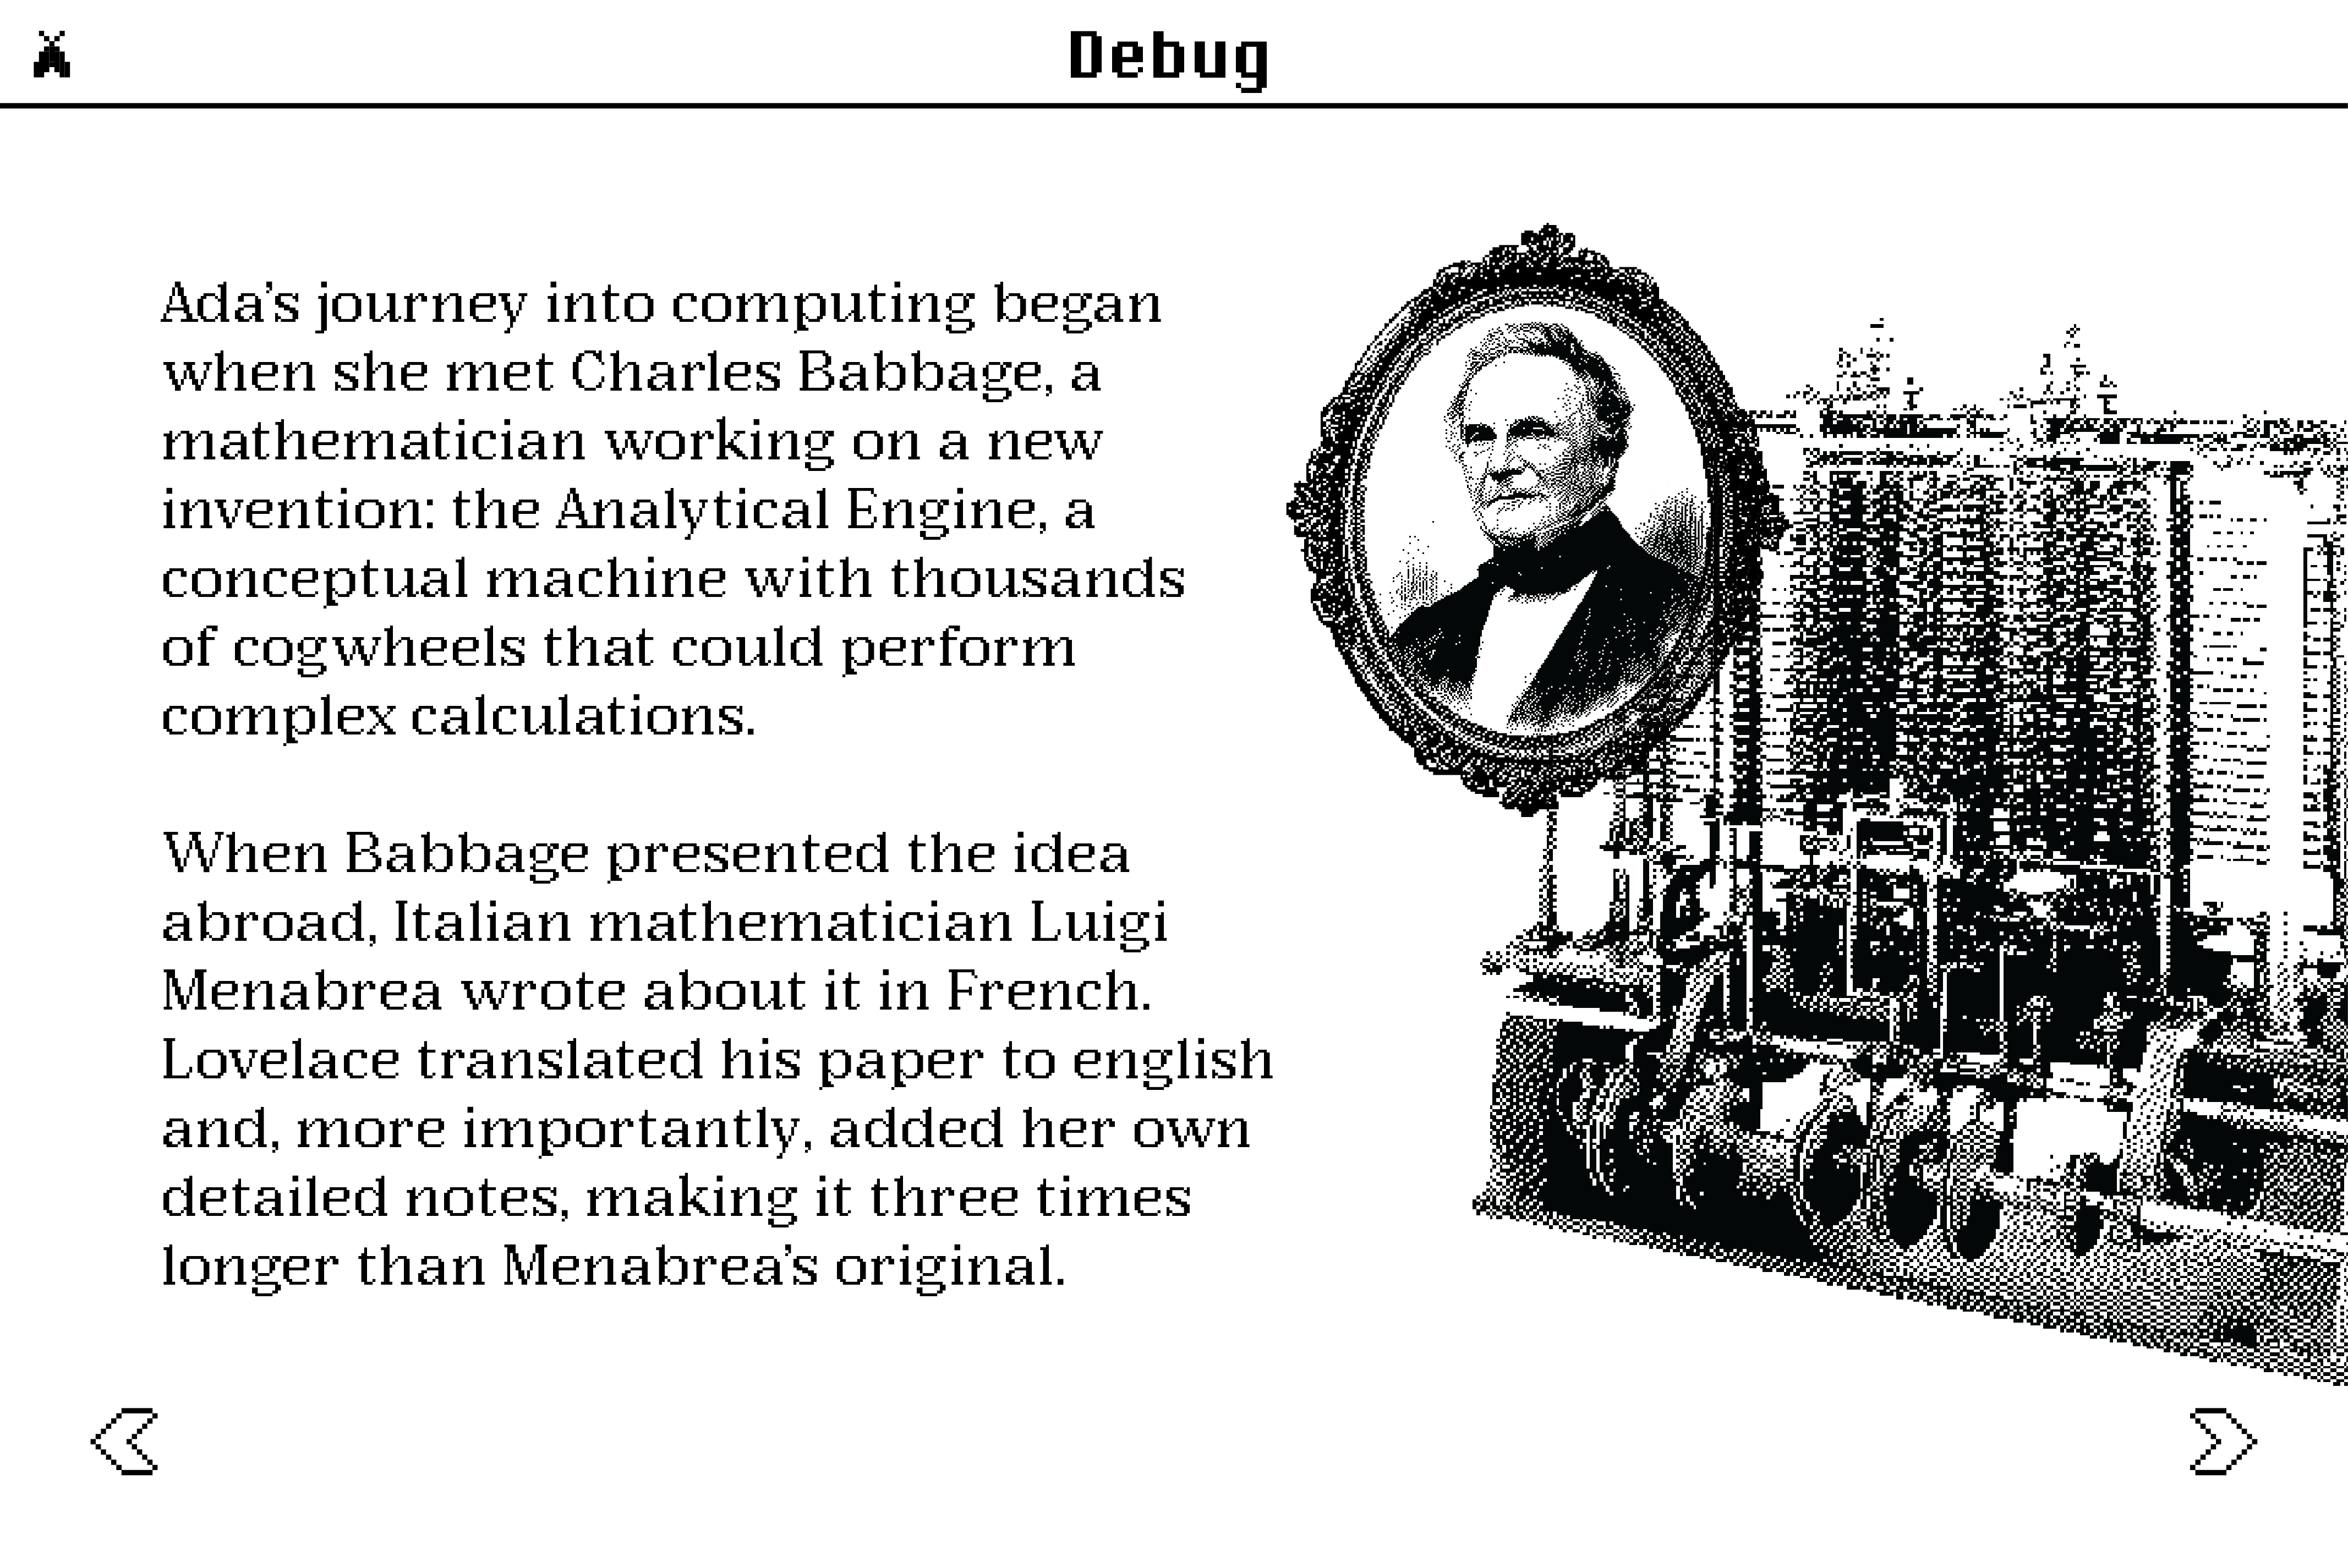 Debug
Ada’s journey into computing began
when she met Charles Babbage, a
mathematician working on a new
invention: the Analytical Engine, a
conceptual machine with thousands
of cogwheels that could perform
complex calculations.
When Babbage presented the idea
abroad, Italian mathematician Luigi
Menabrea wrote about it in French.
Lovelace translated his paper to english
and, more importantly, added her own
detailed notes, making it three times
longer than Menabrea’s original.